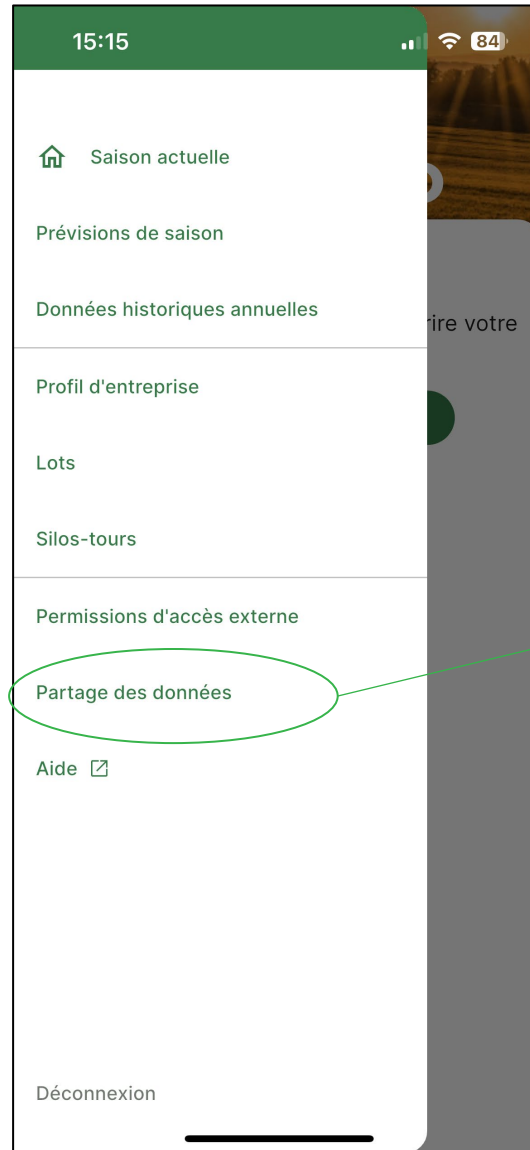 15:15
84
Saison actuelle
Prévisions de saison
Données historiques annuelles
rire votre
Profil d'entreprise
Lots
Silos-tours
Permissions d'accès externe
Partage des données
Aide
Déconnexion